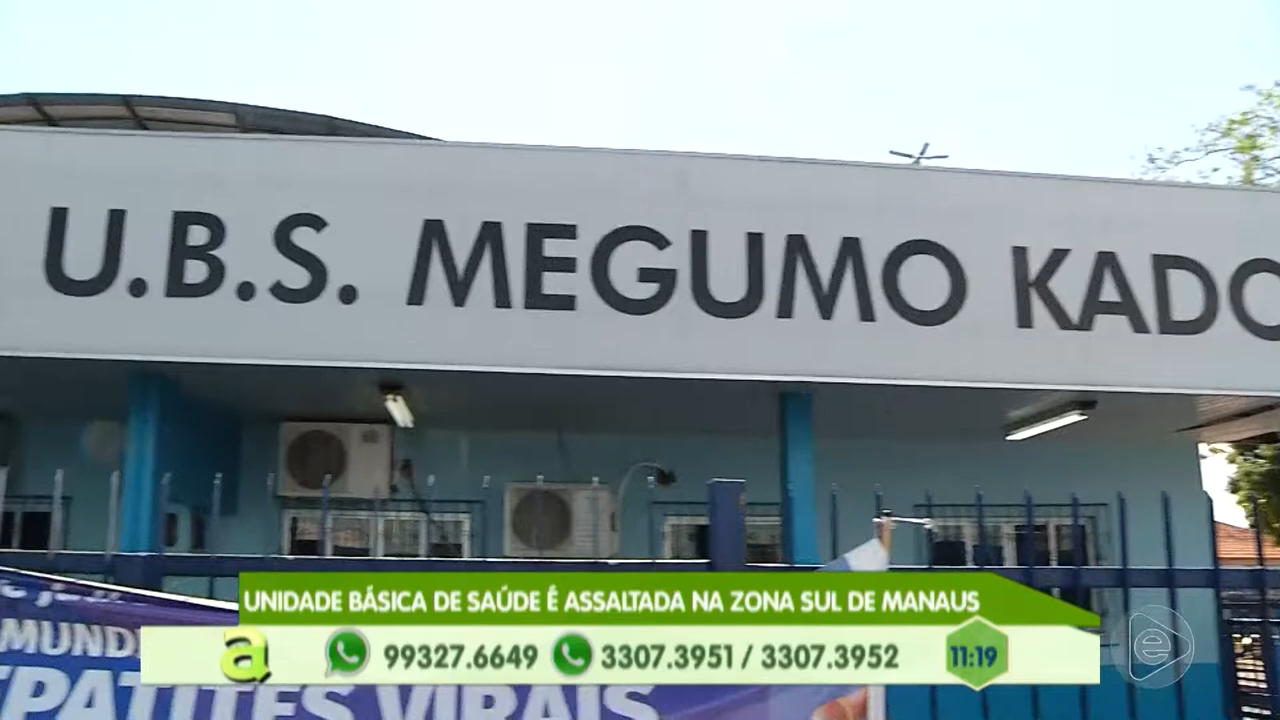 U.B.S. MEGUMO KADO
UNIDADE BÁSICA DE SAÚDE É ASSALTADA NA ZONA SUL DE MANAUS
a 99327.6649 3307.3951 / 3307.3952 11:19
e
MUNDI
EPATITES VIRAIS